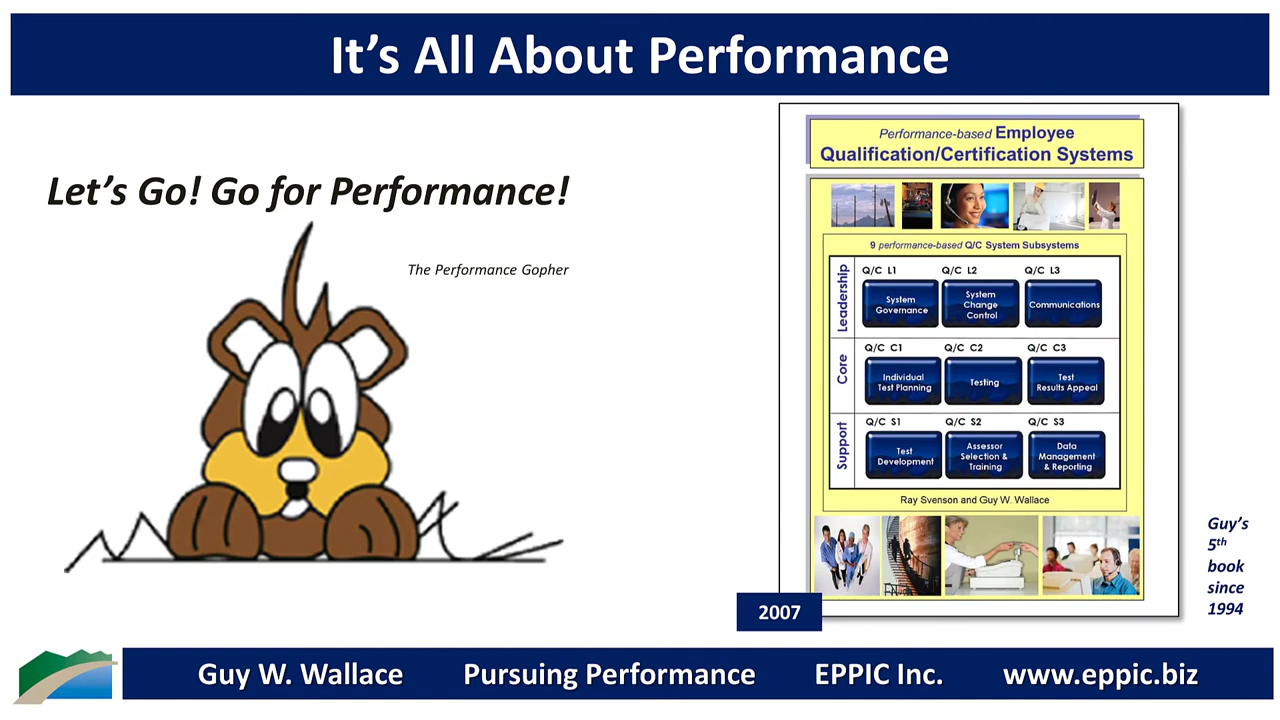 It's All About Performance
Let's Go! Go for Performance!
The Performance Gopher
Performance-based Employee
Qualification/Certification Systems
9 performance-based Q/C System Subsystems
Leadership
Q/C L1
Q/C L2
Q/C L3
System
Governance
System
Change
Control
Communications
Core
Q/C C1
Q/C C2
Q/C C3
Individual
Test Planning
Testing
Test
Results Appeal
Support
Q/C S1
Q/C S2
Q/C S3
Test
Development
Assessor
Selection &
Training
Data
Management
& Reporting
Ray Svenson and Guy W. Wallace
2007
Guy's
5th
book
since
1994
Guy W. Wallace Pursuing Performance EPPIC Inc. www.eppic.biz